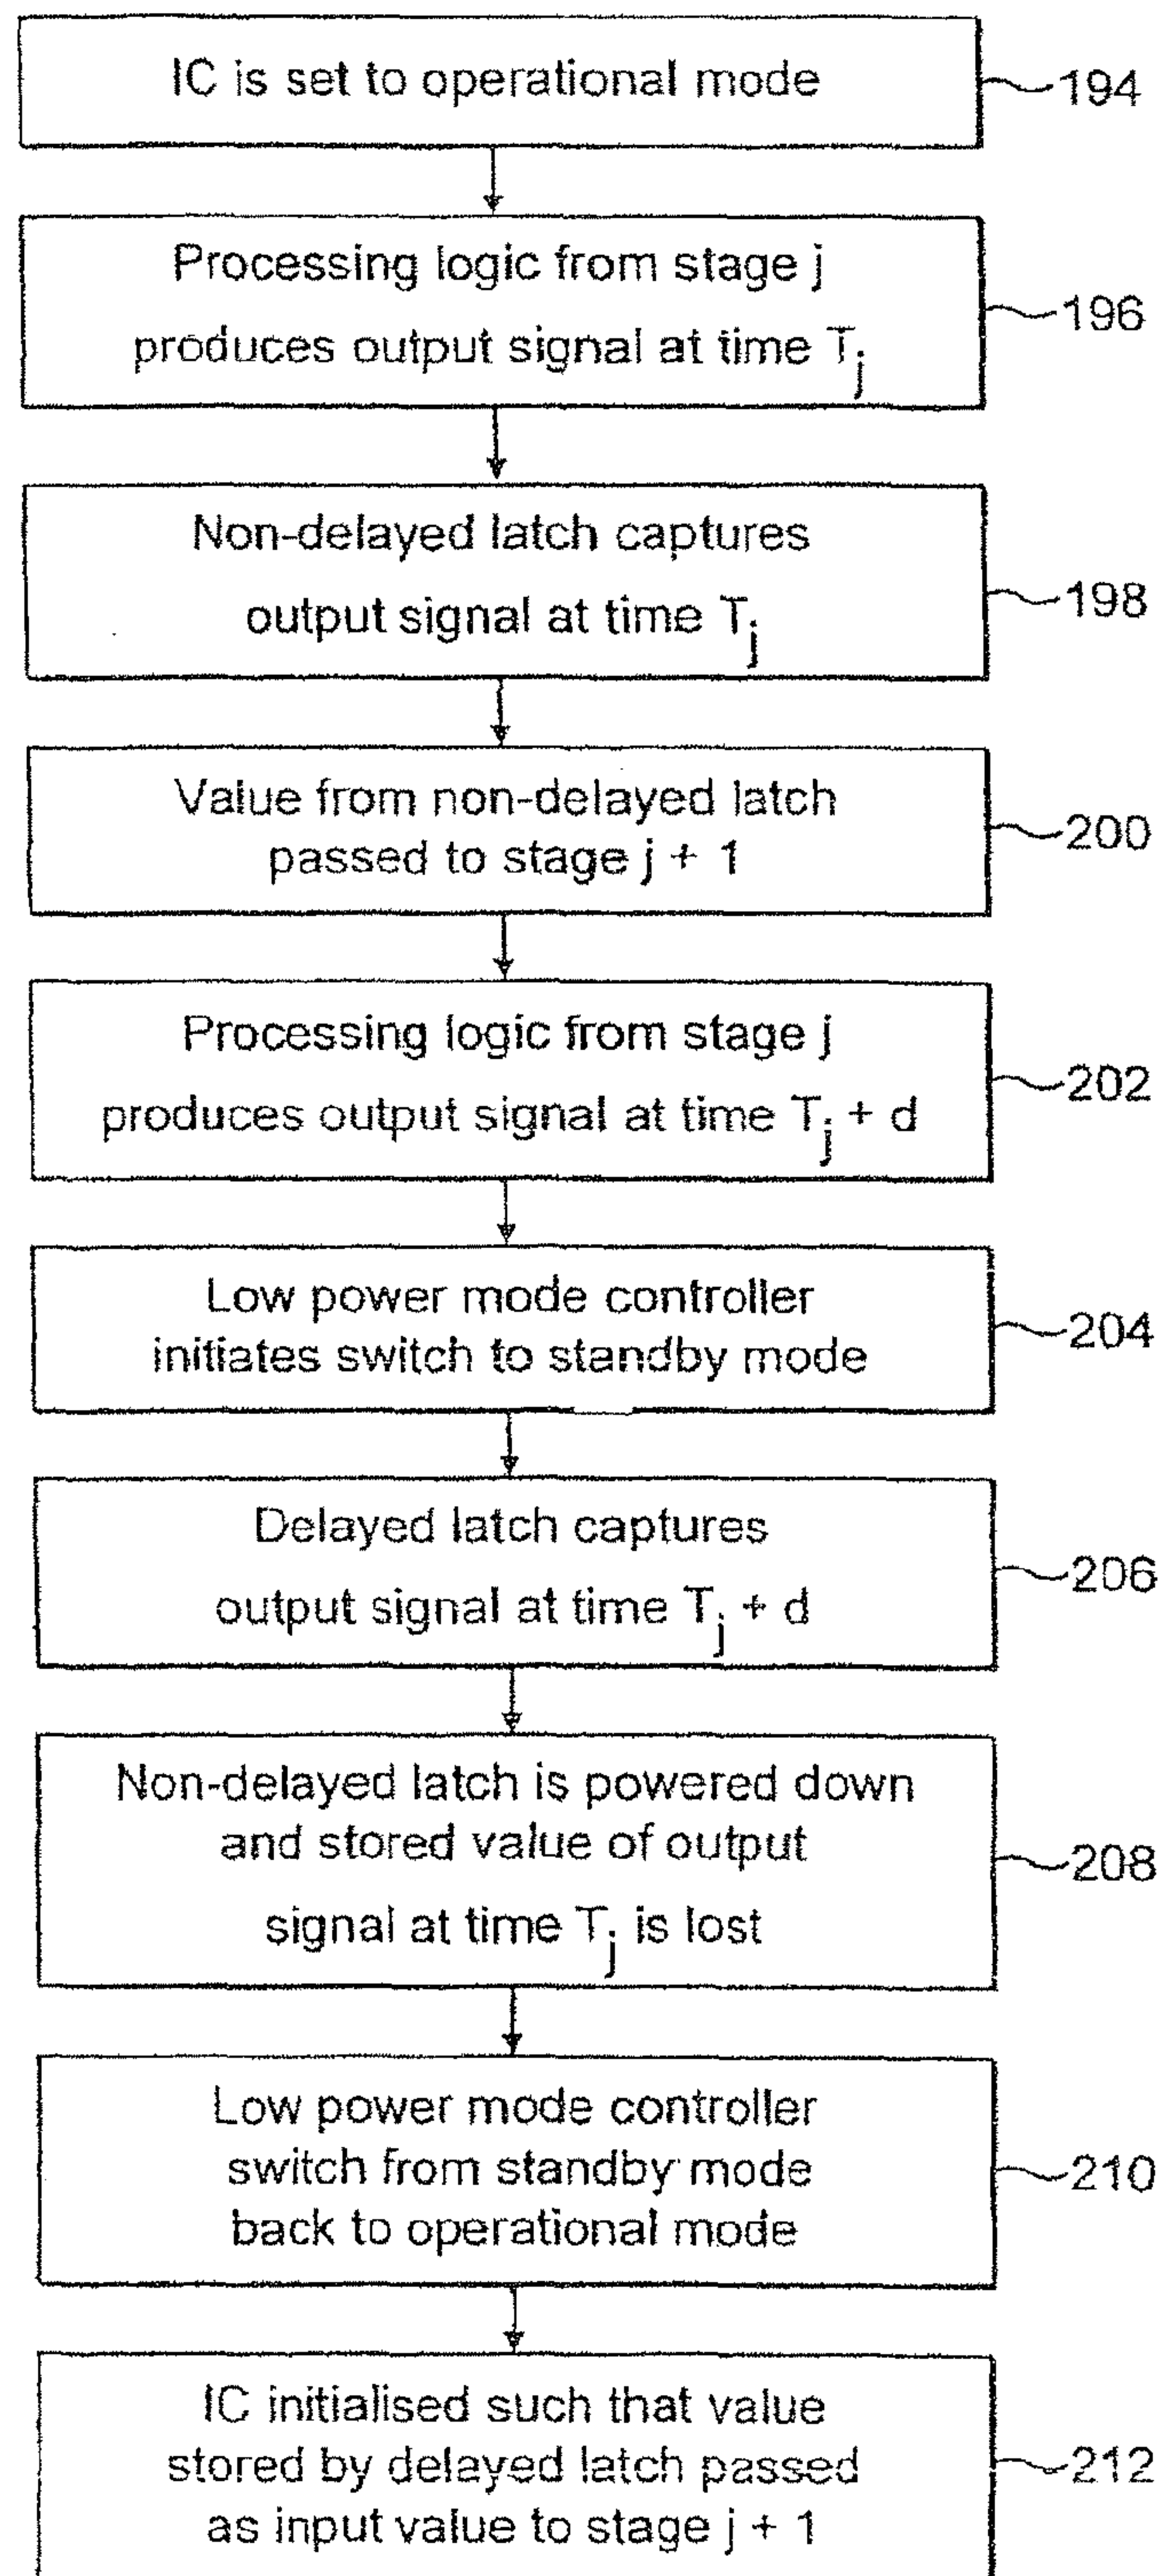 IC is set to operational mode
194
Processing logic from stage j
produces output signal at time Tj
196
Non-delayed latch captures
output signal at time Tj
198
Value from non-delayed latch
passed to stage j + 1
200
Processing logic from stage j
produces output signal at time Tj + d
202
Low power mode controller
initiates switch to standby mode
204
Delayed latch captures
output signal at time Tj + d
206
Non-delayed latch is powered down
and stored value of output
signal at time Tj is lost
208
Low power mode controller
switch from standby mode
back to operational mode
210
IC initialised such that value
stored by delayed latch passed
as input value to stage j + 1
212